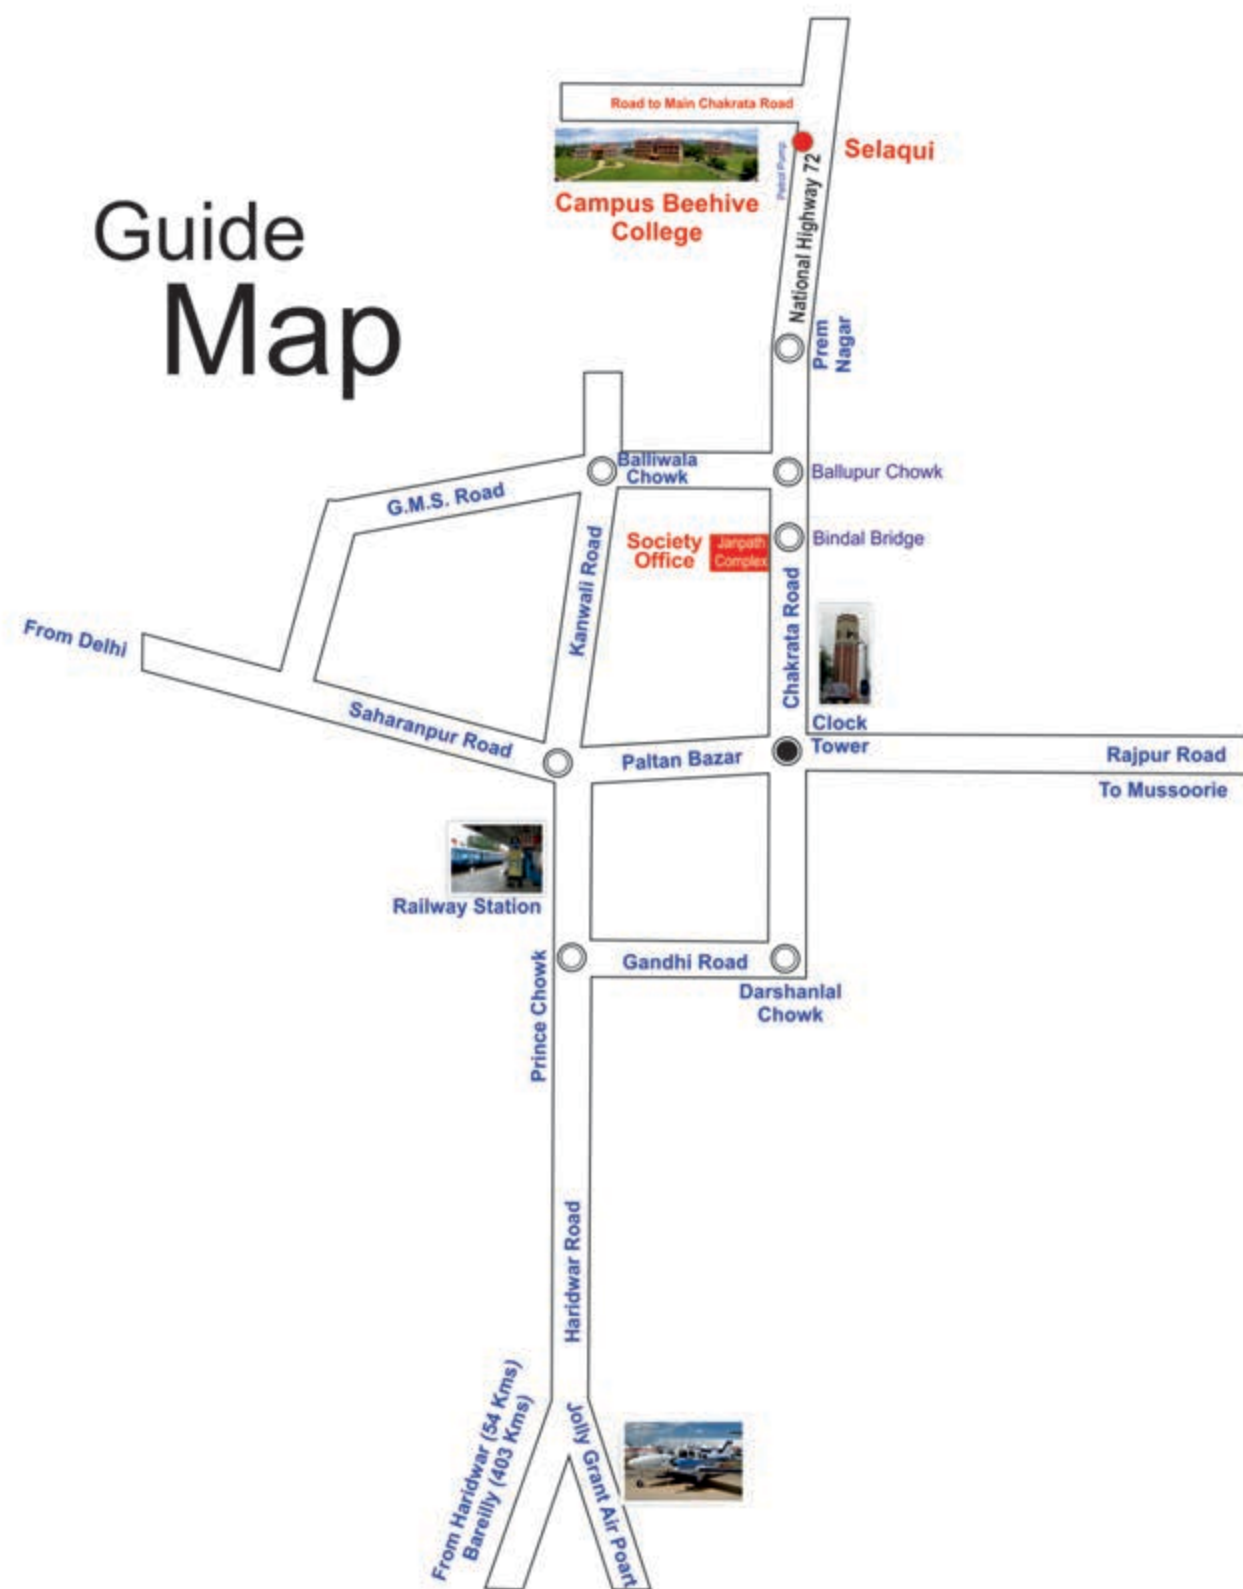 Road to Main Chakrata Road
Selaqui
Petrol Pump
National Highway 72
Campus Beehive
College
Guide
Map
Prem
Nagar
Balliwala
Chowk
Ballupur Chowk
G.M.S. Road
Society
Office
Janpath
Complex
Bindal Bridge
Kanwali Road
Chakrata Road
From Delhi
Saharanpur Road
Paltan Bazar
Clock
Tower
Rajpur Road
To Mussoorie
Railway Station
Prince Chowk
Gandhi Road
Darshanlal
Chowk
Haridwar Road
From Haridwar (54 Kms)
Bareilly (403 Kms)
Jolly Grant Air Poart